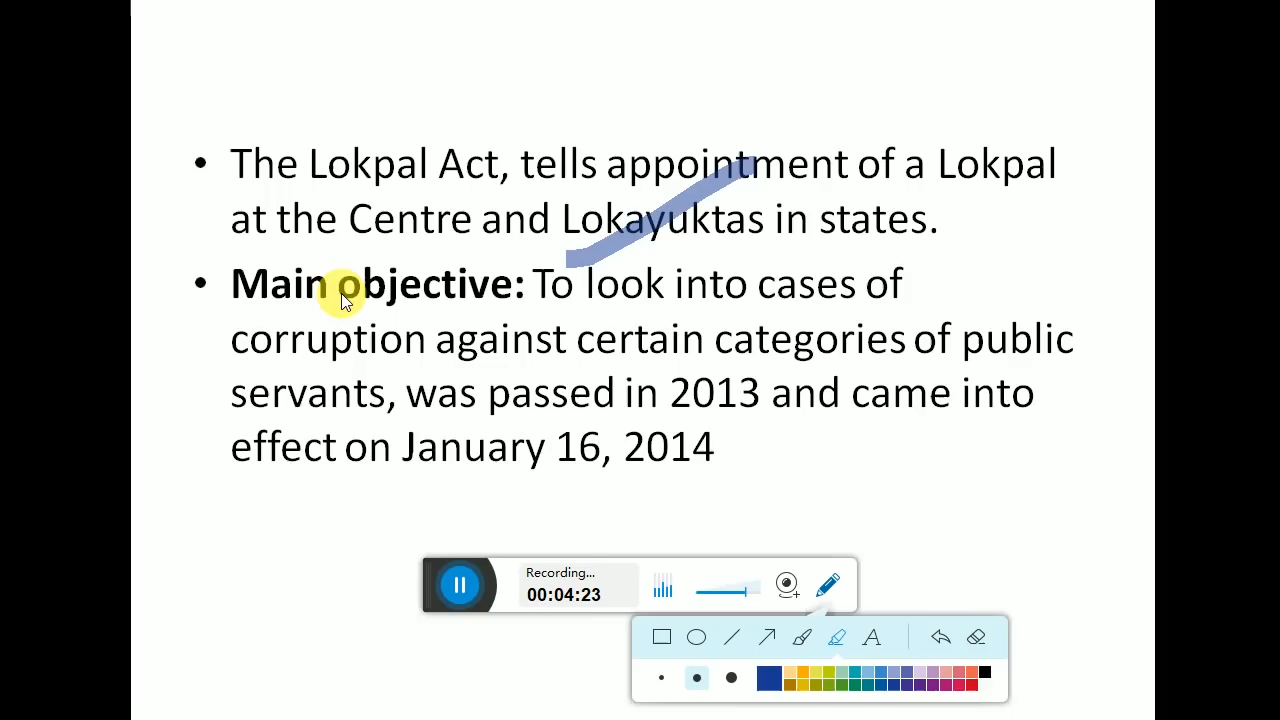 • The Lokpal Act, tells appointment of a Lokpal
at the Centre and Lokayuktas in states.
• Main objective: To look into cases of
corruption against certain categories of public
servants, was passed in 2013 and came into
effect on January 16, 2014
Recording...
00:04:23
A